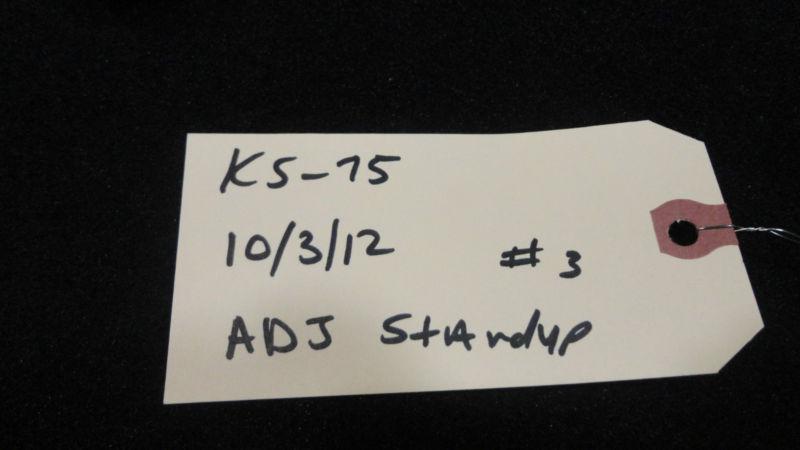 KS-75
10/3/12 #3
ADJ StAndup